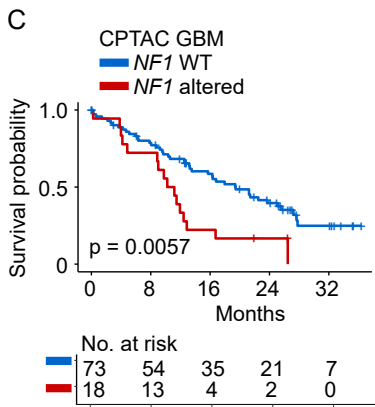 C
CPTAC GBM
NF1 WT
NF1 altered
Survival probability
1.0
0.5
0
p = 0.0057
0 8 16 24 32
Months
No. at risk
73 54 35 21 7
18 13 4 2 0